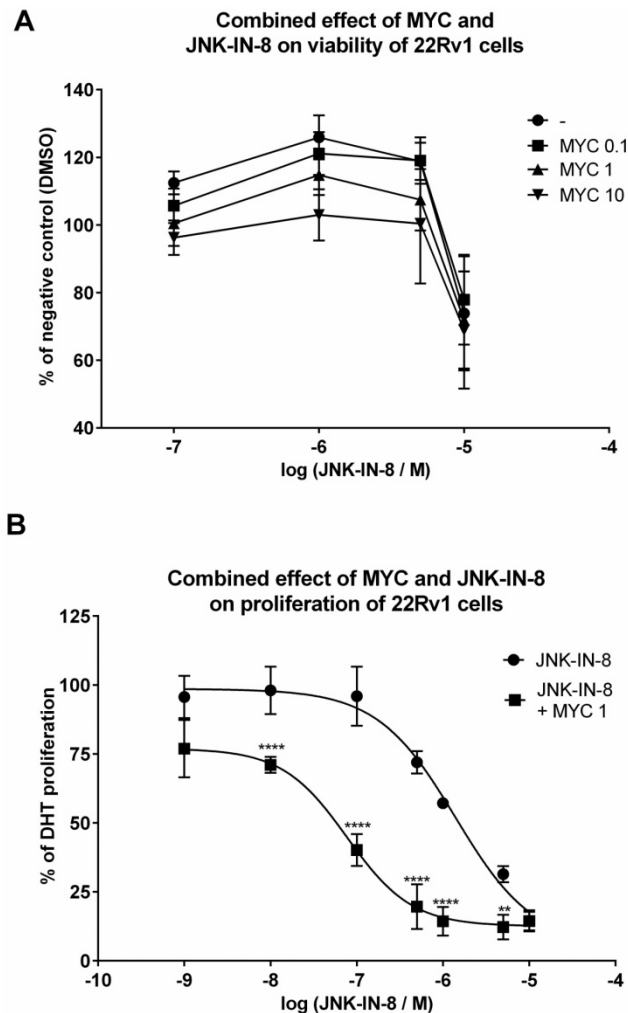 A
Combined effect of MYC and
JNK-IN-8 on viability of 22Rv1 cells
% of negative control (DMSO)
140
120
100
80
60
40
-7
-6
-5
-4
log (JNK-IN-8 / M)
-
MYC 0.1
MYC 1
MYC 10
B
Combined effect of MYC and JNK-IN-8
on proliferation of 22Rv1 cells
% of DHT proliferation
125
100
75
50
25
0
****
****
****
****
**
-10
-9
-8
-7
-6
-5
-4
log (JNK-IN-8 / M)
JNK-IN-8
JNK-IN-8
+ MYC 1